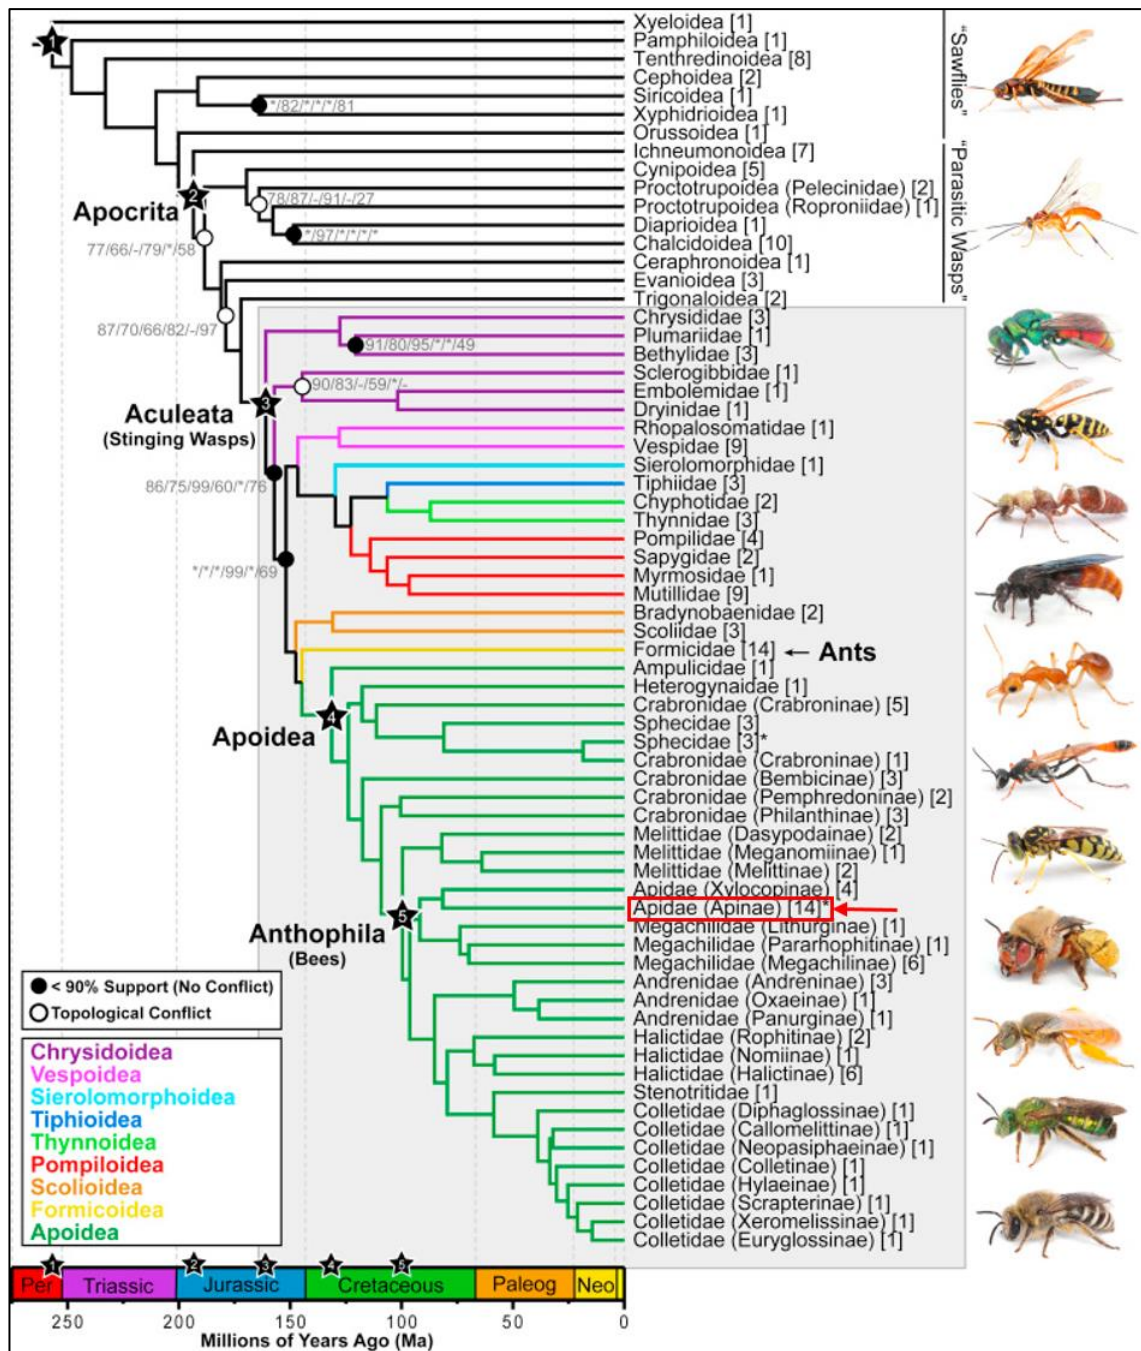 Xyeloidea [1]
Pamphiloidea [1]
Tenthredinoidea [8]
Cephoidea [2]
Siricoidea [1]
Xyphidrioidea [1]
Orussoidea [1]
Ichneumonoidea [7]
Cynipoidea [5]
Proctotrupoidea (Pelecinidae) [2]
Proctotrupoidea (Roproniidae) [1]
Diaprioidea [1]
Chalcidoidea [10]
Ceraphronoidea [1]
Evanioidea [3]
Trigonaloidea [2]
Chrysididae [3]
Plumariidae [1]
Bethylidae [3]
Sclerogibbidae [1]
Embolemidae [1]
Dryinidae [1]
Rhopalosomatidae [1]
Vespidae [9]
Sierolomorphidae [1]
Tiphiidae [3]
Chyphotidae [2]
Thynnidae [3]
Pompilidae [4]
Sapygidae [2]
Myrmosidae [1]
Mutillidae [9]
Bradynobaenidae [2]
Scoliidae [3]
Formicidae [14] ← Ants
Ampulicidae [1]
Heterogynaidae [1]
Crabronidae (Crabroninae) [5]
Sphecidae [3]
Sphecidae [3]*
Crabronidae (Crabroninae) [1]
Crabronidae (Bembicinae) [3]
Crabronidae (Pemphredoninae) [2]
Crabronidae (Philanthinae) [3]
Melittidae (Dasypodainae) [2]
Melittidae (Meganomiinae) [1]
Melittidae (Melittinae) [2]
Apidae (Xylocopinae) [4]
Apidae (Apinae) [14]*
Megachilidae (Lithurginae) [1]
Megachilidae (Pararhophitinae) [1]
Megachilidae (Megachilinae) [6]
Andrenidae (Andreninae) [3]
Andrenidae (Oxaeinae) [1]
Andrenidae (Panurginae) [1]
Halictidae (Rophitinae) [2]
Halictidae (Nomiinae) [1]
Halictidae (Halictinae) [6]
Stenotritidae [1]
Colletidae (Diphaglossinae) [1]
Colletidae (Callomelittinae) [1]
Colletidae (Neopasiphaeinae) [1]
Colletidae (Colletinae) [1]
Colletidae (Hylaeinae) [1]
Colletidae (Scrapterinae) [1]
Colletidae (Xeromelissinae) [1]
Colletidae (Euryglossinae) [1]
"Sawflies"
"Parasitic Wasps"
1
*/82/*/*/*/81
2
Apocrita
78/87/-/91/-/27
*/97/*/*/*/*
77/66/-/79/*/58
87/70/66/82/-/97
91/80/95/*/*/49
90/83/-/59/*/-
3
Aculeata
(Stinging Wasps)
86/75/99/60/*/76
*/*/*/99/*/69
4
Apoidea
5
Anthophila
(Bees)
< 90% Support (No Conflict)
Topological Conflict
Chrysidoidea
Vespoidea
Sierolomorphoidea
Tiphioidea
Thynnoidea
Pompiloidea
Scolioidea
Formicoidea
Apoidea
1 2 3 4 5
Per Triassic Jurassic Cretaceous Paleog Neo
250 200 150 100 50 0
Millions of Years Ago (Ma)